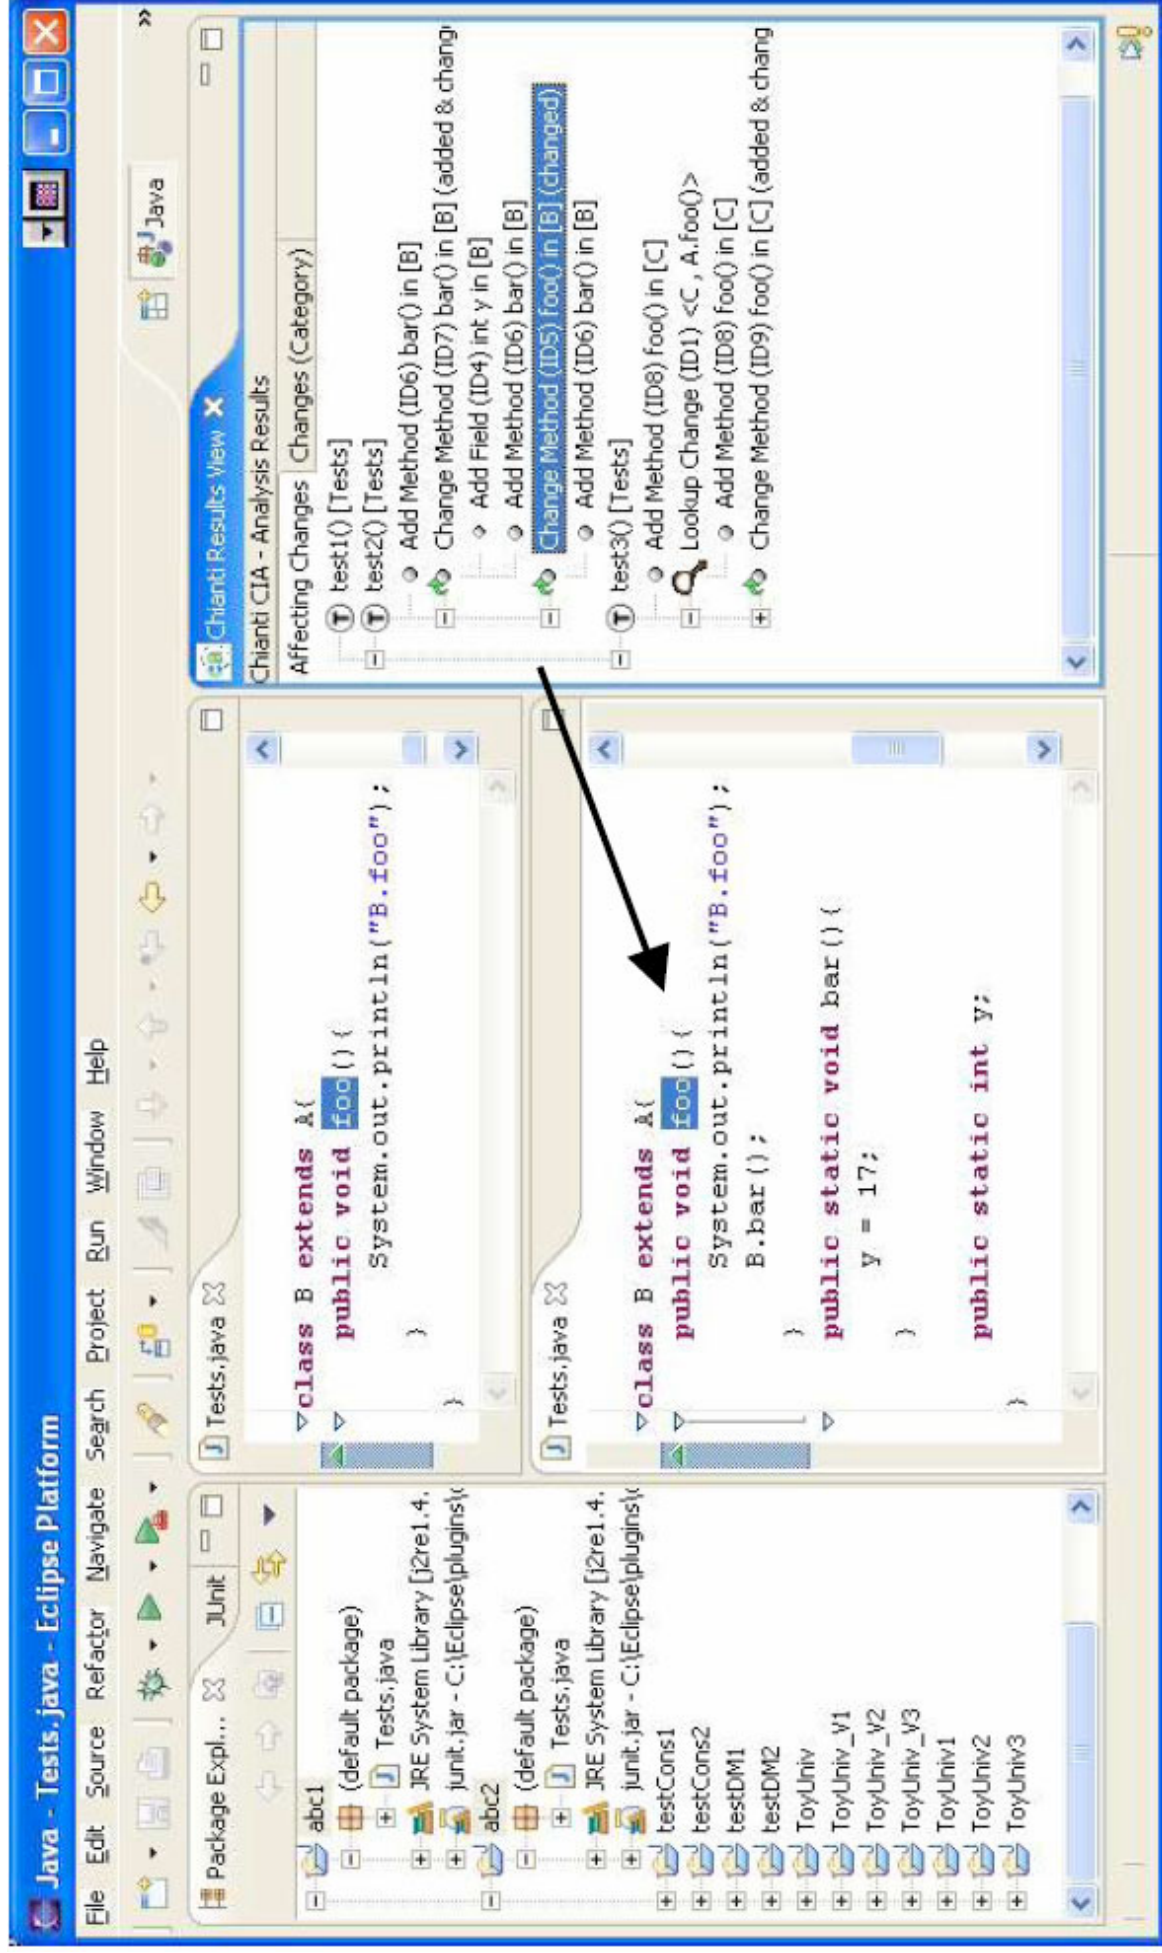 Java - Tests.java - Eclipse Platform
File Edit Source Refactor Navigate Search Project Run Window Help
Java
Package Expl... JUnit
abc1
(default package)
Tests.java
JRE System Library [j2re1.4.
junit.jar - C:\Eclipse\plugins\
abc2
(default package)
Tests.java
JRE System Library [j2re1.4.
junit.jar - C:\Eclipse\plugins\
testCons1
testCons2
testDM1
testDM2
ToyUniv
ToyUniv_V1
ToyUniv_V2
ToyUniv_V3
ToyUniv1
ToyUniv2
ToyUniv3
Tests.java
class B extends A{
public void foo(){
System.out.println("B.foo");
}
}
Tests.java
class B extends A{
public void foo(){
System.out.println("B.foo");
B.bar();
}
public static void bar(){
y = 17;
}
public static int y;
}
Chianti Results View
Chianti CIA - Analysis Results
Affecting Changes Changes (Category)
test1() [Tests]
test2() [Tests]
Add Method (ID6) bar() in [B]
Change Method (ID7) bar() in [B] (added & chang
Add Field (ID4) int y in [B]
Add Method (ID6) bar() in [B]
Change Method (ID5) foo() in [B] (changed)
Add Method (ID6) bar() in [B]
test3() [Tests]
Add Method (ID8) foo() in [C]
Lookup Change (ID1) <C , A.foo()>
Add Method (ID8) foo() in [C]
Change Method (ID9) foo() in [C] (added & chang